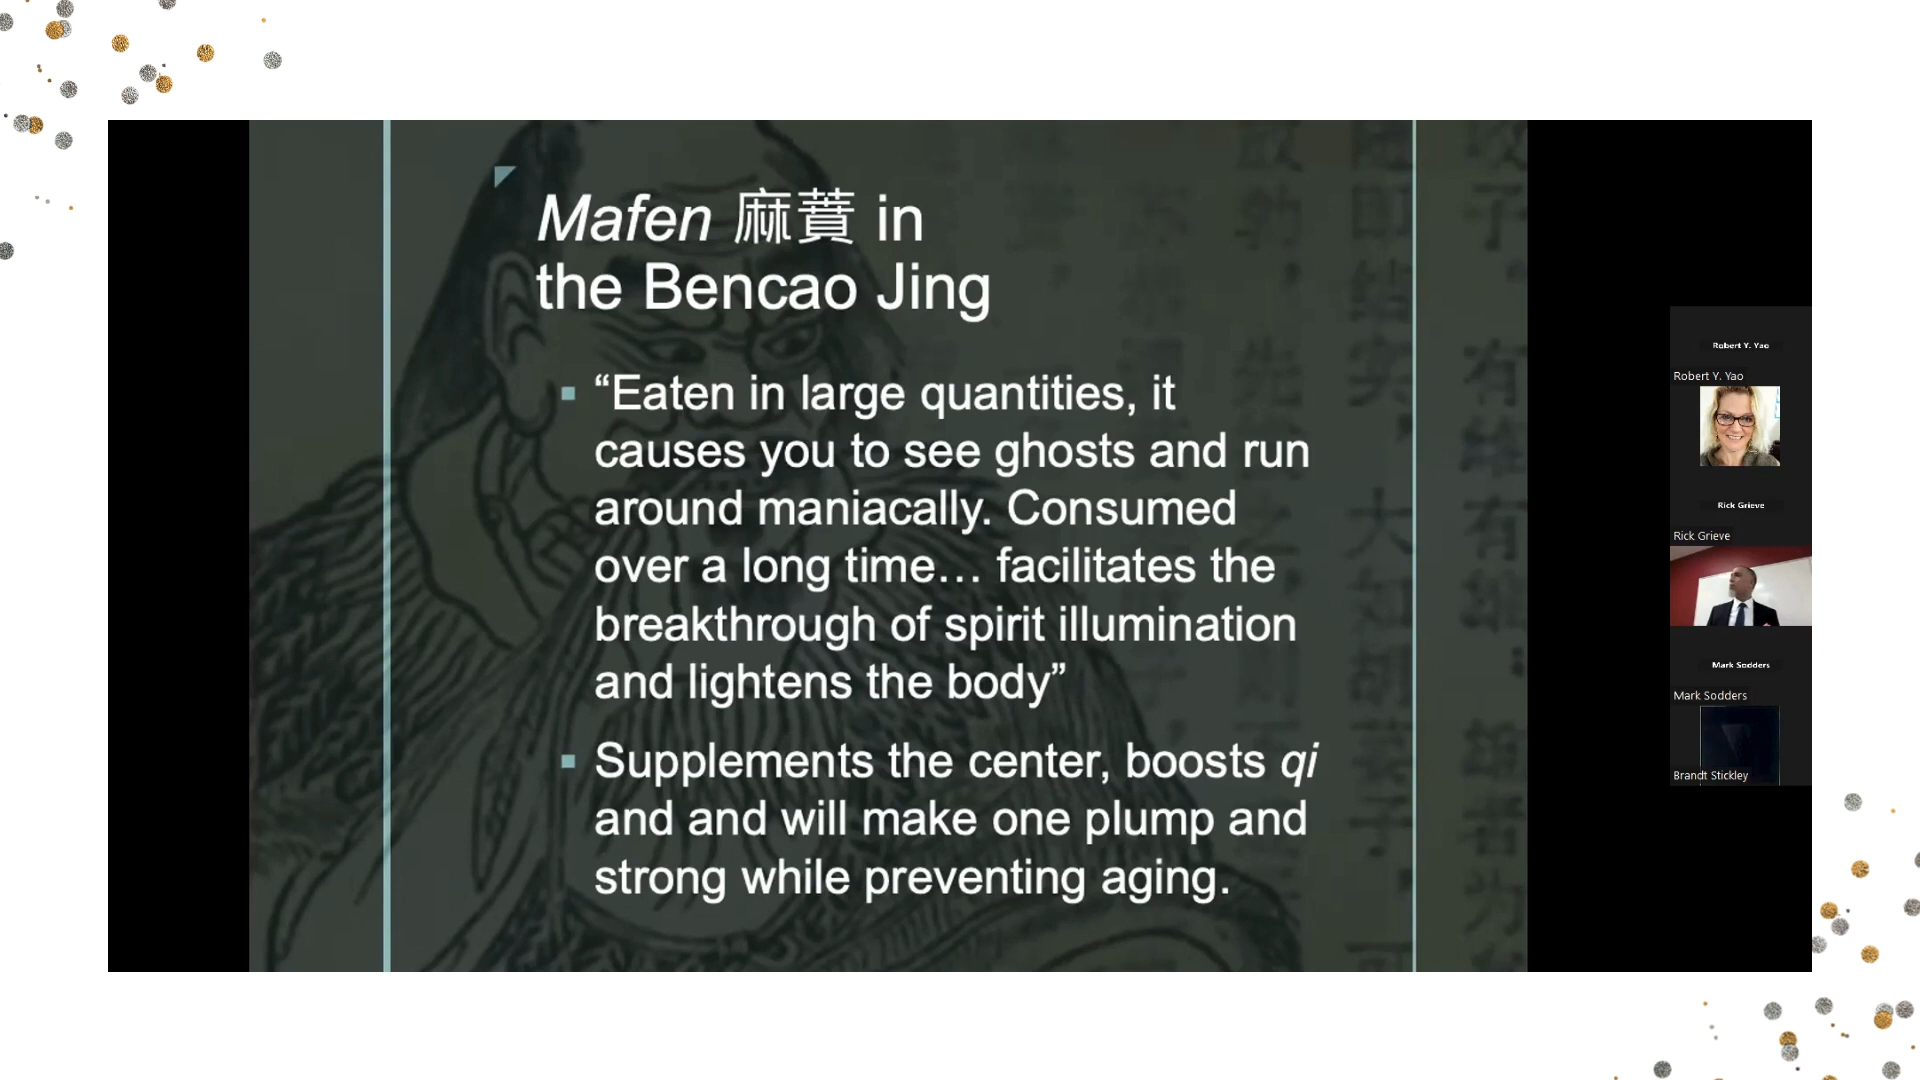 Mafen 麻蕡 in
the Bencao Jing
▪ “Eaten in large quantities, it
causes you to see ghosts and run
around maniacally. Consumed
over a long time… facilitates the
breakthrough of spirit illumination
and lightens the body”
▪ Supplements the center, boosts qi
and and will make one plump and
strong while preventing aging.
Robert Y. Yao
Robert Y. Yao
Rick Grieve
Rick Grieve
Mark Sodders
Mark Sodders
Brandt Stickley